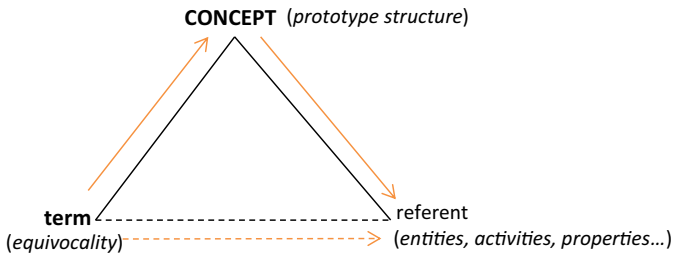 CONCEPT (prototype structure)
term
referent
(equivocality)
(entities, activities, properties...)